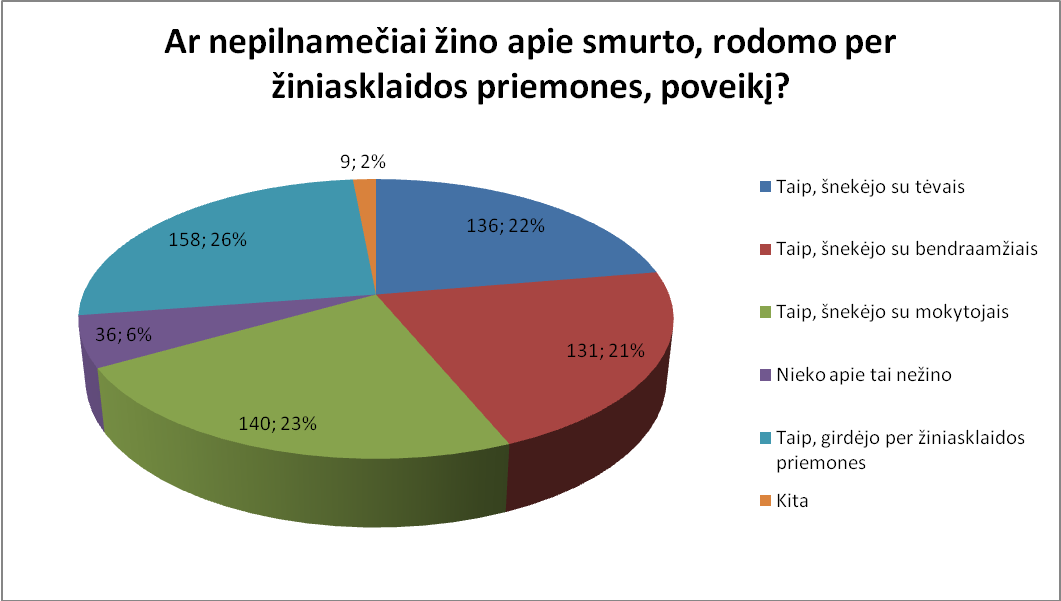 Ar nepilnamečiai žino apie smurto, rodomo per
žiniasklaidos priemones, poveikį?
9; 2%
136; 22%
158; 26%
36; 6%
131; 21%
140; 23%
Taip, šnekėjo su tėvais
Taip, šnekėjo su bendraamžiais
Taip, šnekėjo su mokytojais
Nieko apie tai nežino
Taip, girdėjo per žiniasklaidos
priemones
Kita